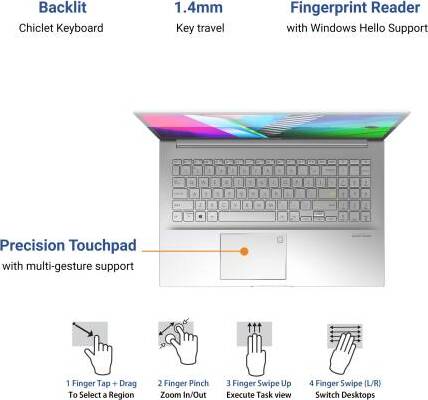 Backlit
Chiclet Keyboard
1.4mm
Key travel
Fingerprint Reader
with Windows Hello Support
Precision Touchpad
with multi-gesture support
1 Finger Tap + Drag
To Select a Region
2 Finger Pinch
Zoom In/Out
3 Finger Swipe Up
Execute Task view
4 Finger Swipe (L/R)
Switch Desktops